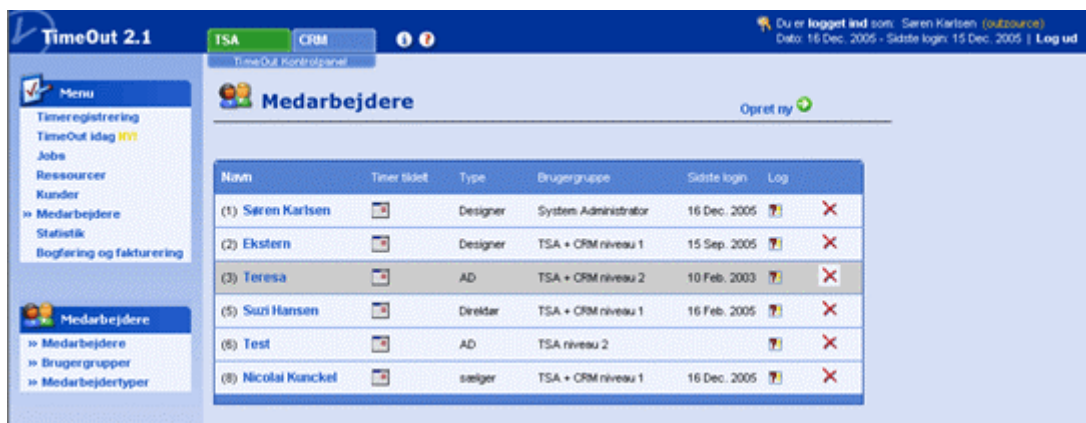 TimeOut 2.1
TSA
CRM
Du er logget ind som: Søren Karlsen (outzource)
Dato: 16 Dec. 2005 - Sidste login: 15 Dec. 2005 | Log ud
TimeOut Kontrolpanel
Menu
Timeregistrering
TimeOut idag NY!
Jobs
Ressourcer
Kunder
» Medarbejdere
Statistik
Bogføring og fakturering
Medarbejdere
» Medarbejdere
» Brugergrupper
» Medarbejdertyper
Medarbejdere
Opret ny
Navn Timer tildelt Type Brugergruppe Sidste login Log
(1) Søren Karlsen Designer System Administrator 16 Dec. 2005
(2) Ekstern Designer TSA + CRM niveau 1 15 Sep. 2005
(3) Teresa AD TSA + CRM niveau 2 10 Feb. 2003
(5) Suzi Hansen Direktør TSA + CRM niveau 1 16 Feb. 2005
(6) Test AD TSA niveau 2
(8) Nicolai Kunckel sælger TSA + CRM niveau 1 16 Dec. 2005